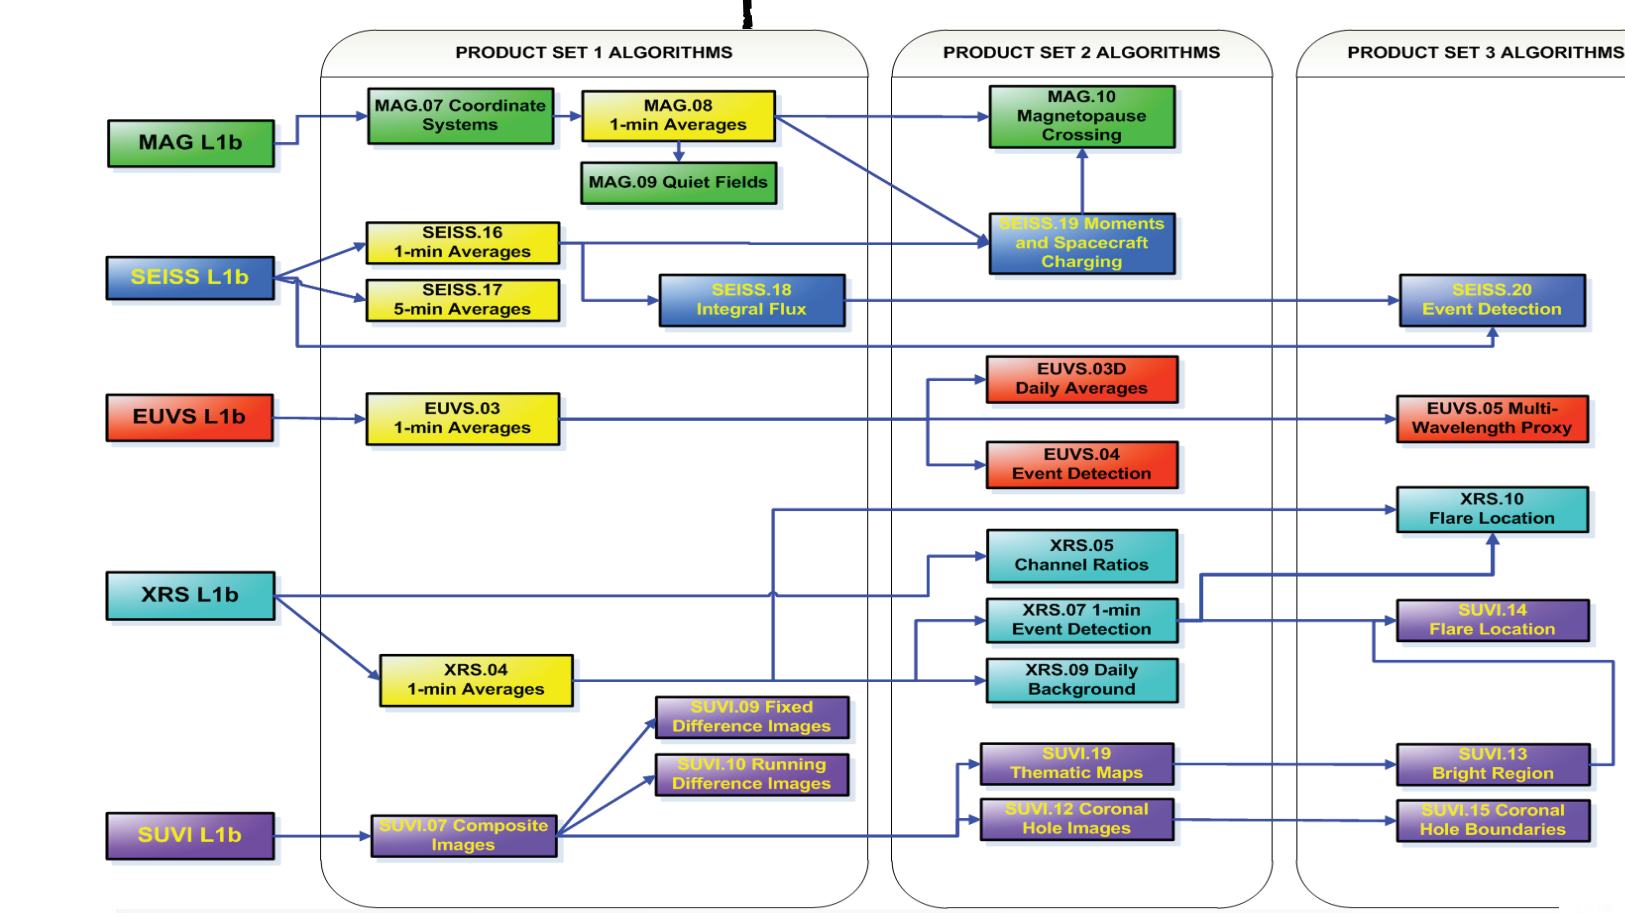 PRODUCT SET 1 ALGORITHMS
PRODUCT SET 2 ALGORITHMS
PRODUCT SET 3 ALGORITHMS
MAG L1b
MAG.07 Coordinate
Systems
MAG.08
1-min Averages
MAG.09 Quiet Fields
MAG.10
Magnetopause
Crossing
SEISS L1b
SEISS.16
1-min Averages
SEISS.17
5-min Averages
SEISS.18
Integral Flux
SEISS.19 Moments
and Spacecraft
Charging
SEISS.20
Event Detection
EUVS L1b
EUVS.03
1-min Averages
EUVS.03D
Daily Averages
EUVS.04
Event Detection
EUVS.05 Multi-
Wavelength Proxy
XRS L1b
XRS.04
1-min Averages
XRS.05
Channel Ratios
XRS.07 1-min
Event Detection
XRS.09 Daily
Background
XRS.10
Flare Location
SUVI.14
Flare Location
SUVI L1b
SUVI.07 Composite
Images
SUVI.09 Fixed
Difference Images
SUVI.10 Running
Difference Images
SUVI.19
Thematic Maps
SUVI.12 Coronal
Hole Images
SUVI.13
Bright Region
SUVI.15 Coronal
Hole Boundaries